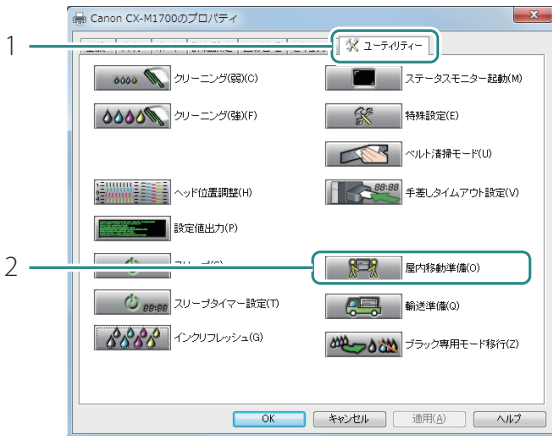 Canon CX-M1700のプロパティ
1
ユーティリティー
クリーニング(弱)(C)
ステータスモニター起動(M)
クリーニング(強)(F)
特殊設定(E)
ベルト清掃モード(U)
ヘッド位置調整(H)
88:88
手差しタイムアウト設定(V)
設定値出力(P)
2
屋内移動準備(O)
88:88
スリープタイマー設定(T)
輸送準備(Q)
インクリフレッシュ(G)
ブラック専用モード移行(Z)
OK
キャンセル
適用(A)
ヘルプ